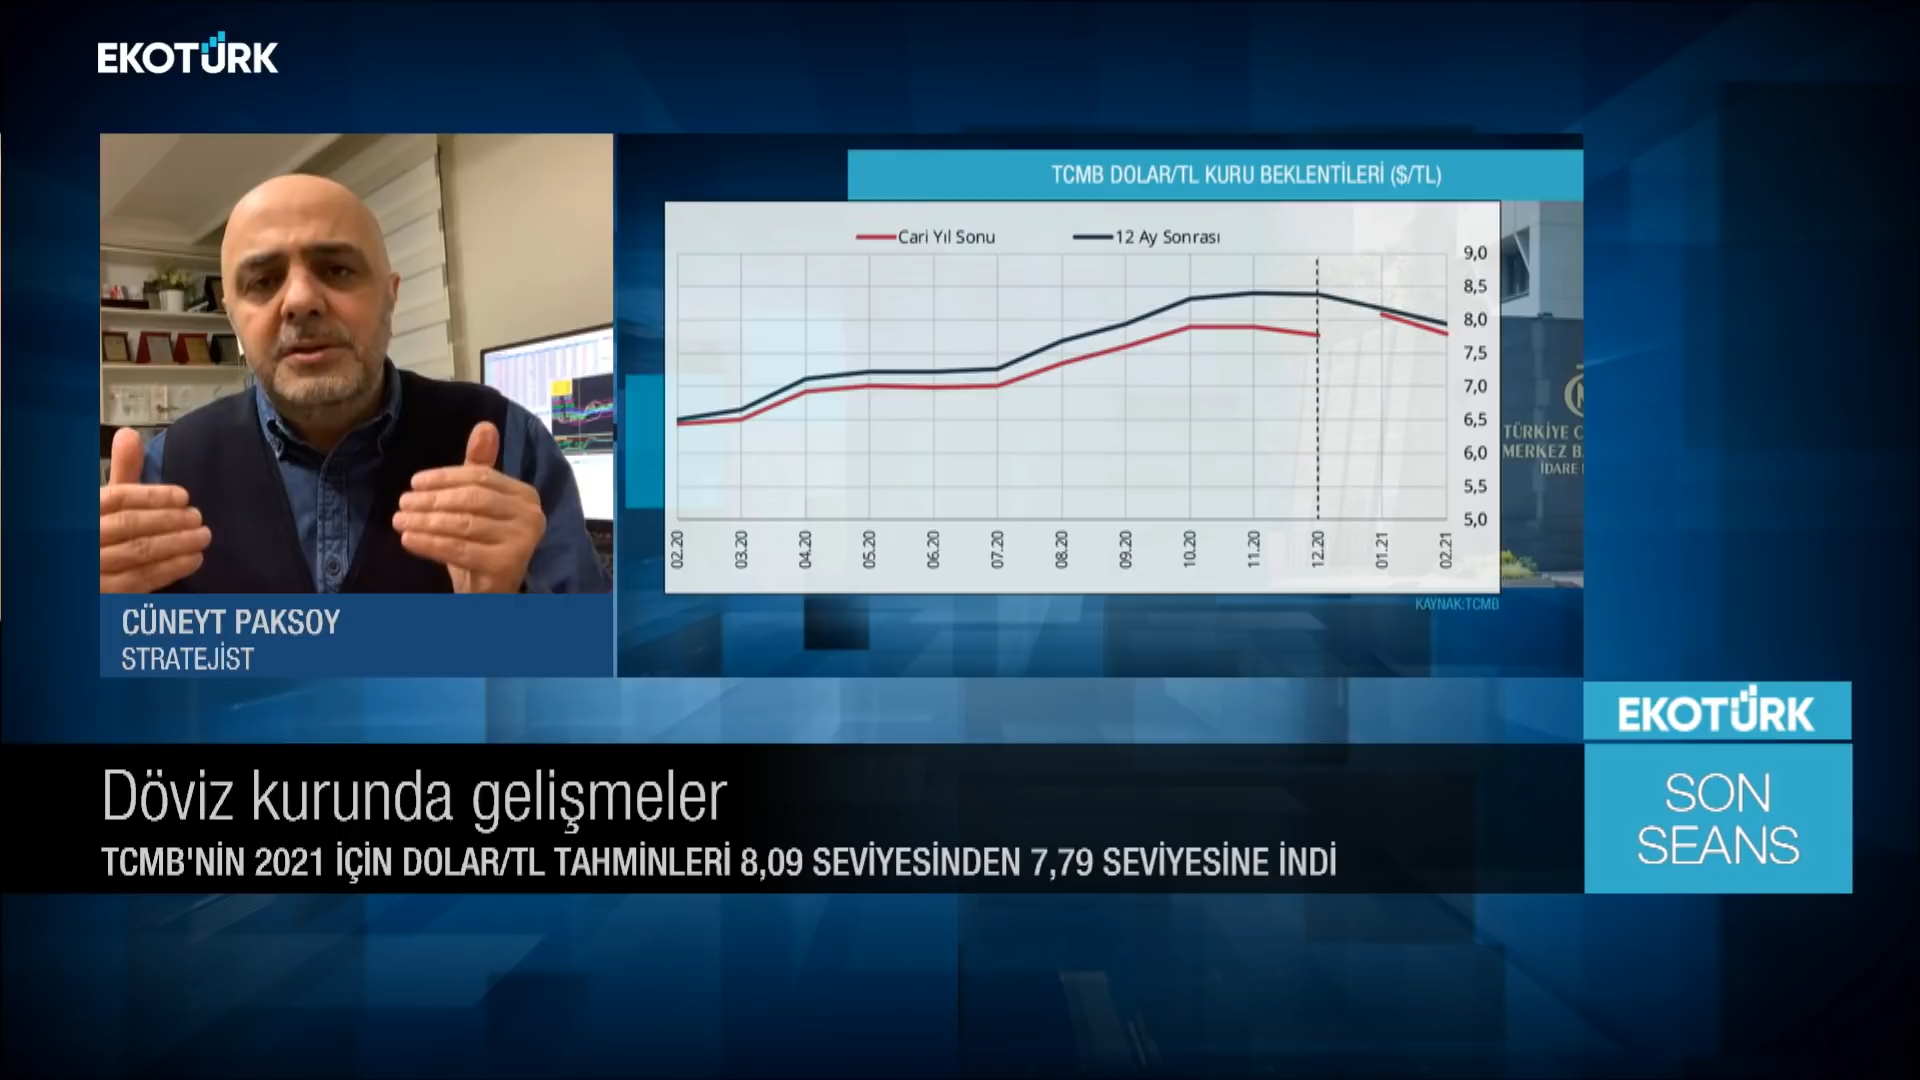 EKOTÜRK
TCMB DOLAR/TL KURU BEKLENTİLERİ ($/TL)
Cari Yıl Sonu
12 Ay Sonrası
9,0
8,5
8,0
7,5
7,0
6,5
6,0
5,5
5,0
02.20
03.20
04.20
05.20
06.20
07.20
08.20
09.20
10.20
11.20
12.20
01.21
02.21
TÜRKİYE C
MERKEZ B
İDARE
KAYNAK:TCMB
CÜNEYT PAKSOY
STRATEJİST
EKOTÜRK
SON
SEANS
Döviz kurunda gelişmeler
TCMB'NİN 2021 İÇİN DOLAR/TL TAHMİNLERİ 8,09 SEVİYESİNDEN 7,79 SEVİYESİNE İNDİ